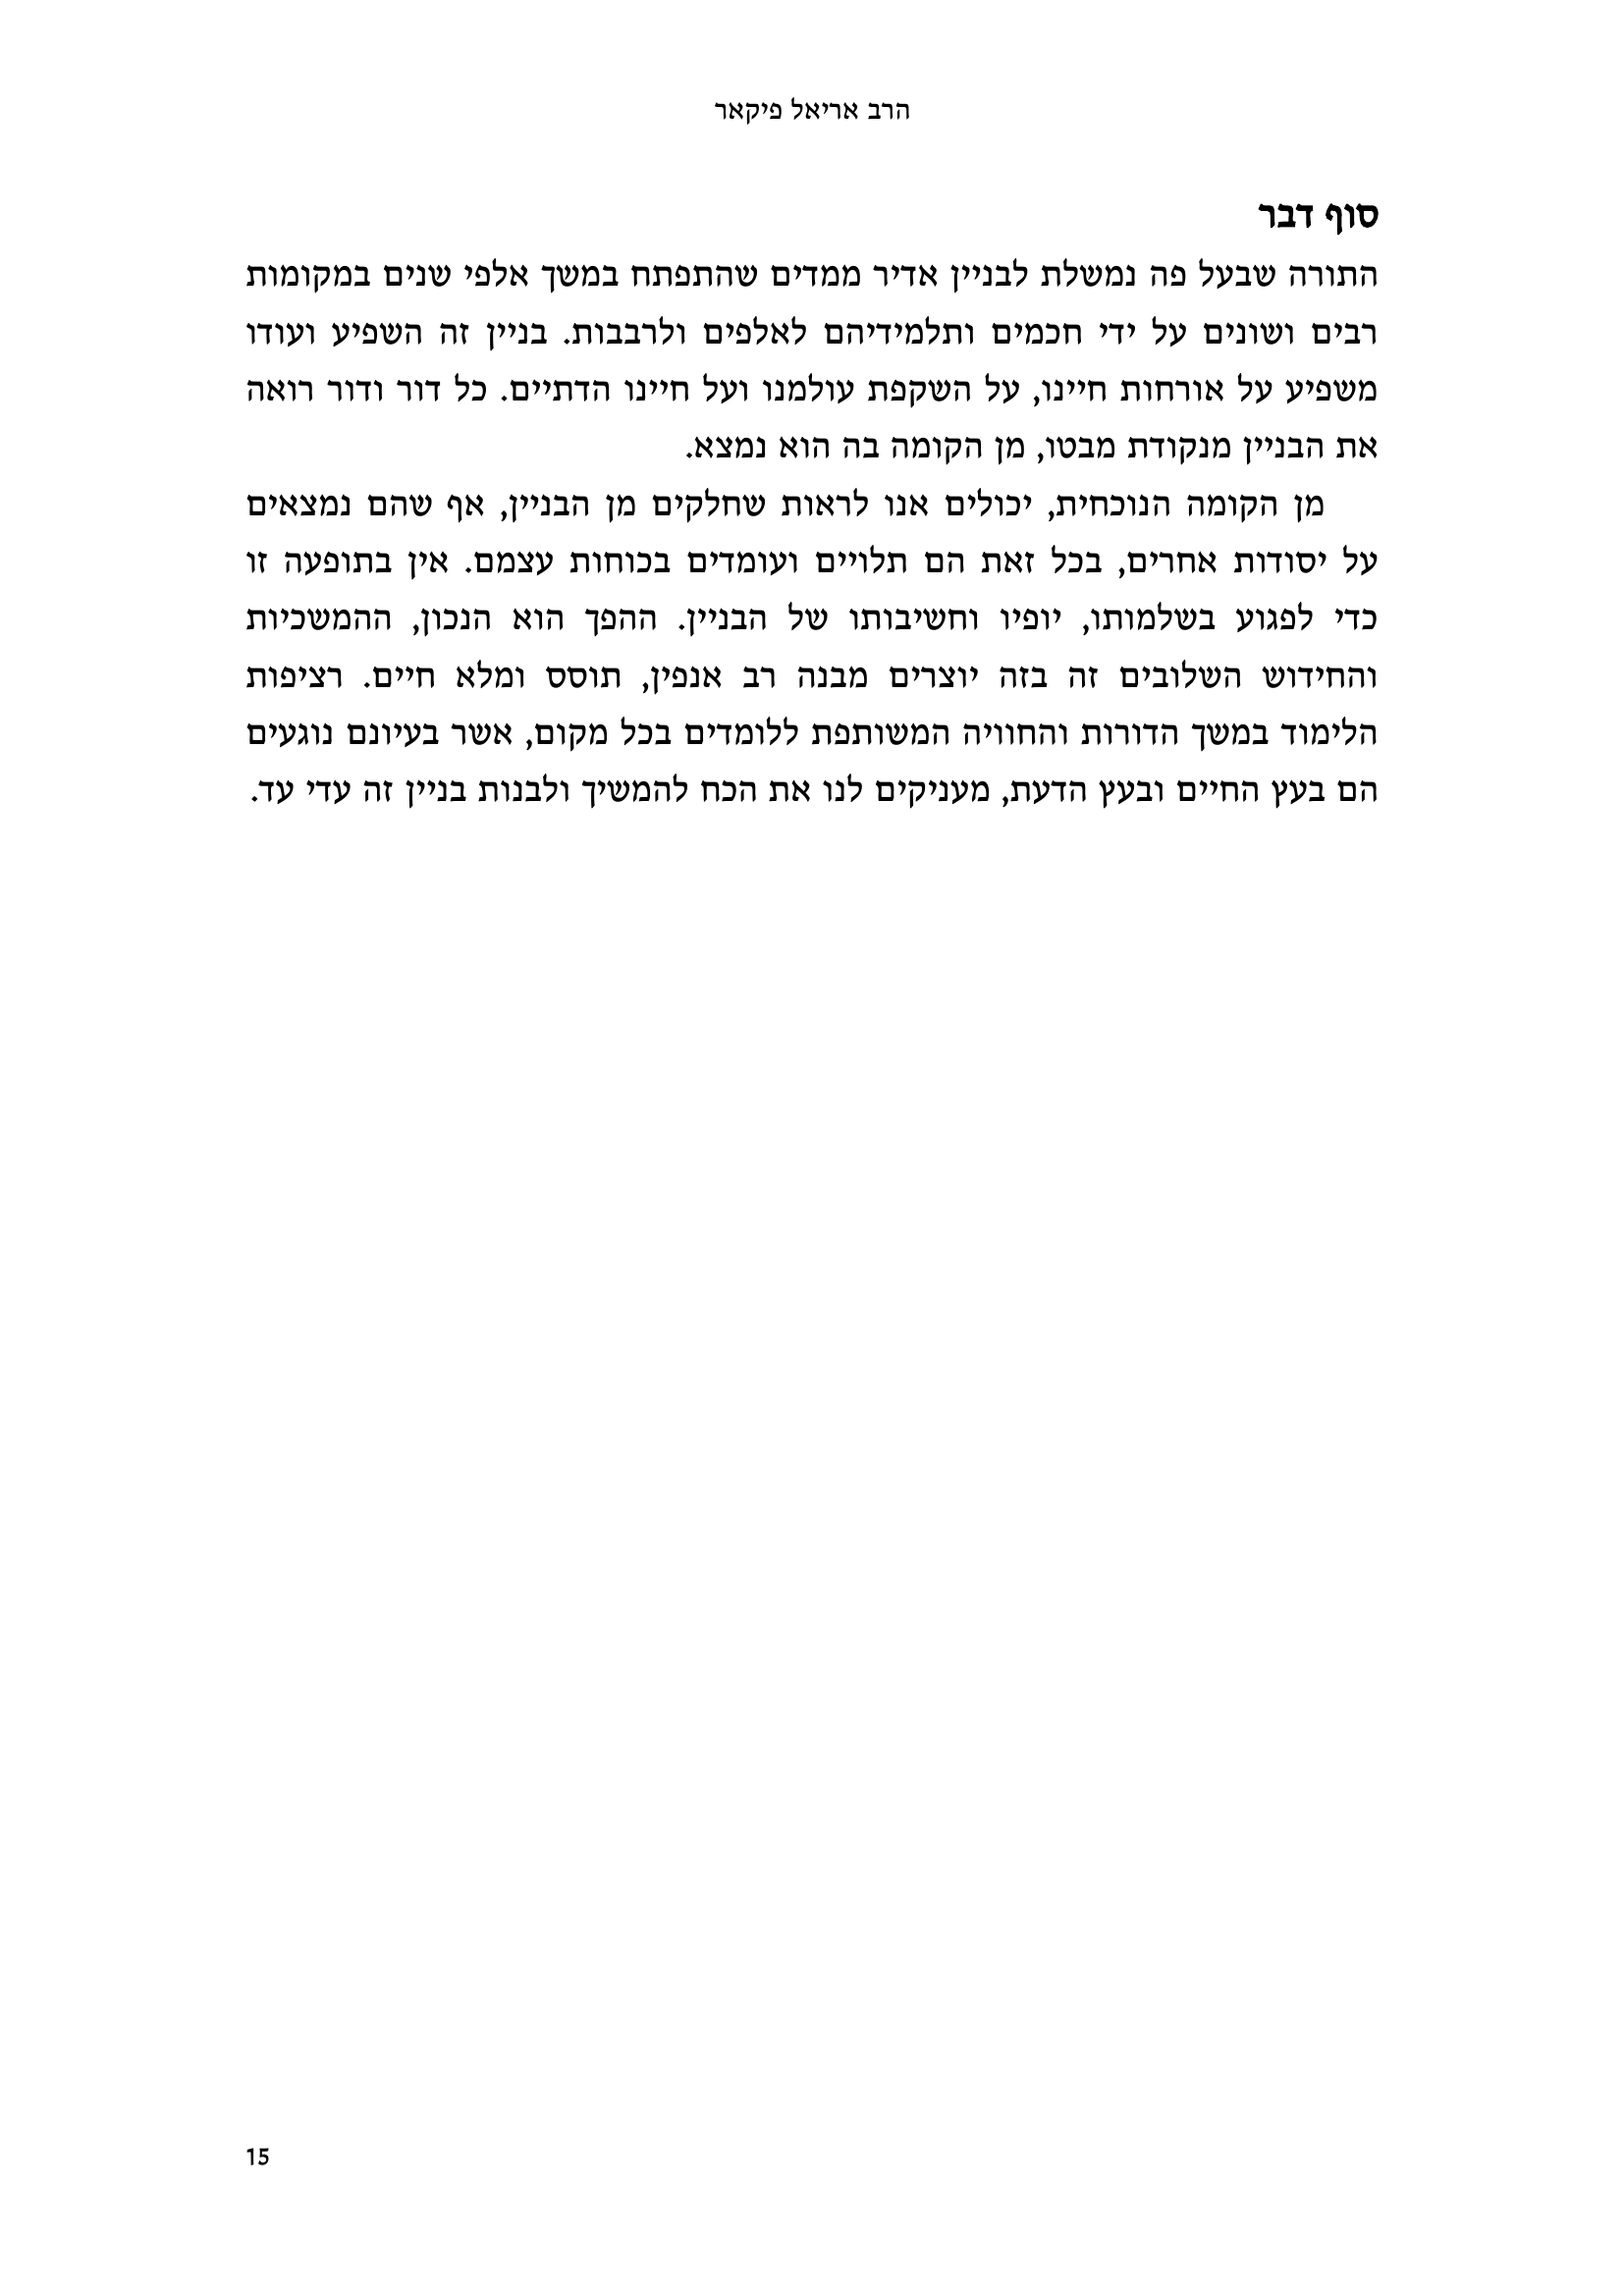 הרב אריאל פיקאר
סוף דבר
התורה שבעל פה נמשלת לבניין אדיר ממדים שהתפתח במשך אלפי שנים במקומות
רבים ושונים על ידי חכמים ותלמידיהם לאלפים ולרבבות. בניין זה השפיע ועודו
משפיע על אורחות חיינו, על השקפת עולמנו ועל חיינו הדתיים. כל דור ודור רואה
את הבניין מנקודת מבטו, מן הקומה בה הוא נמצא.
מן הקומה הנוכחית, יכולים אנו לראות שחלקים מן הבניין, אף שהם נמצאים
על יסודות אחרים, בכל זאת הם תלויים ועומדים בכוחות עצמם. אין בתופעה זו
כדי לפגוע בשלמותו, יופיו וחשיבותו של הבניין. ההפך הוא הנכון, ההמשכיות
והחידוש השלובים זה בזה יוצרים מבנה רב אנפין, תוסס ומלא חיים. רציפות
הלימוד במשך הדורות והחוויה המשותפת ללומדים בכל מקום, אשר בעיונם נוגעים
הם בעץ החיים ובעץ הדעת, מעניקים לנו את הכח להמשיך ולבנות בניין זה עדי עד.
15